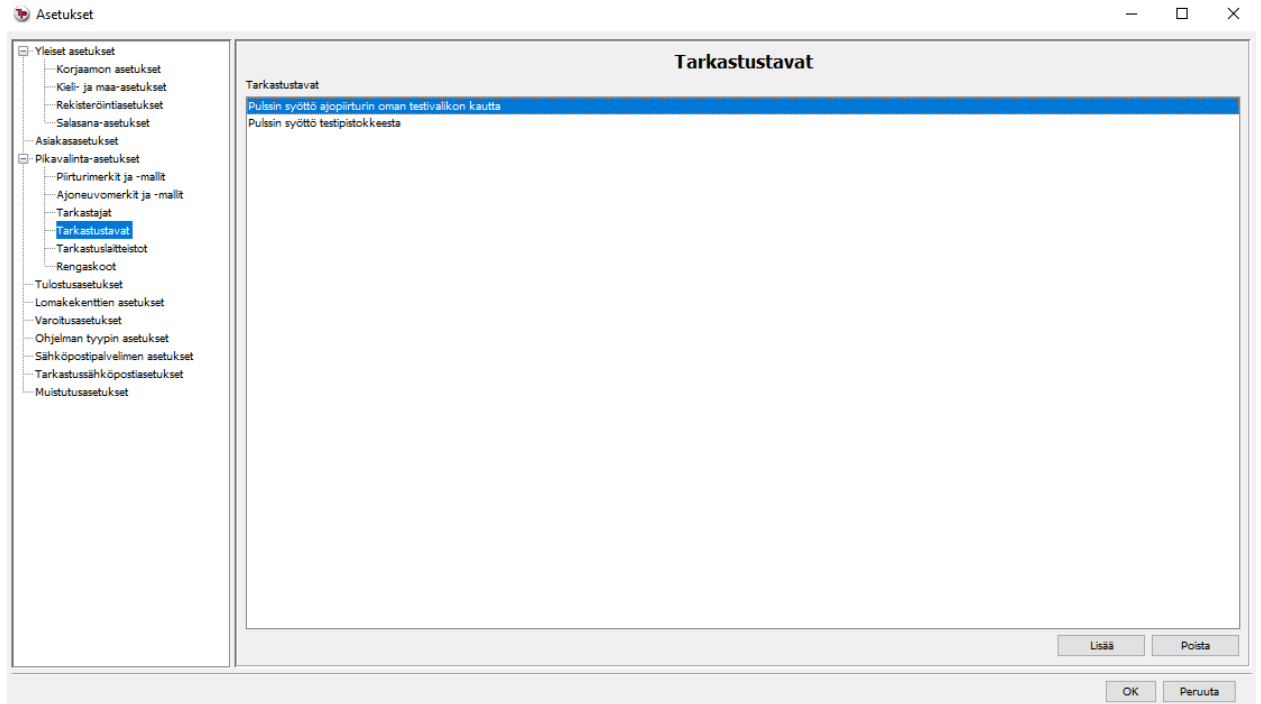 Asetukset
Yleiset asetukset
Korjaamon asetukset
Kieli- ja maa-asetukset
Rekisteröintiasetukset
Salasana-asetukset
Asiakasasetukset
Pikavalinta-asetukset
Piirturimerkit ja -mallit
Ajoneuvomerkit ja -mallit
Tarkastajat
Tarkastustavat
Tarkastuslaitteistot
Rengaskoot
Tulostusasetukset
Lomakekenttien asetukset
Varoitusasetukset
Ohjelman tyypin asetukset
Sähköpostipalvelimen asetukset
Tarkastussähköpostiasetukset
Muistutusasetukset
Tarkastustavat
Tarkastustavat
Pulssin syöttö ajopiirturin oman testivalikon kautta
Pulssin syöttö testipistokkeesta
Lisää
Poista
OK
Peruuta